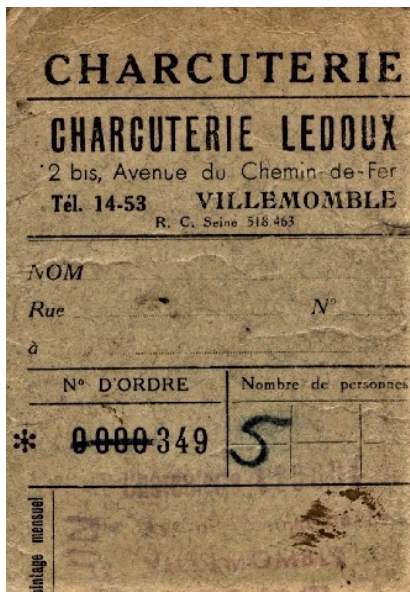 CHARCUTERIE
CHARCUTERIE LEDOUX
2 bis, Avenue du Chemin-de-Fer
Tél. 14-53 VILLEMOMBLE
R. C. Seine 518 463
NOM
Rue N°
à
N° D'ORDRE Nombre de personnes
* 0000349 5
mensuel
VILLEMOMBLE